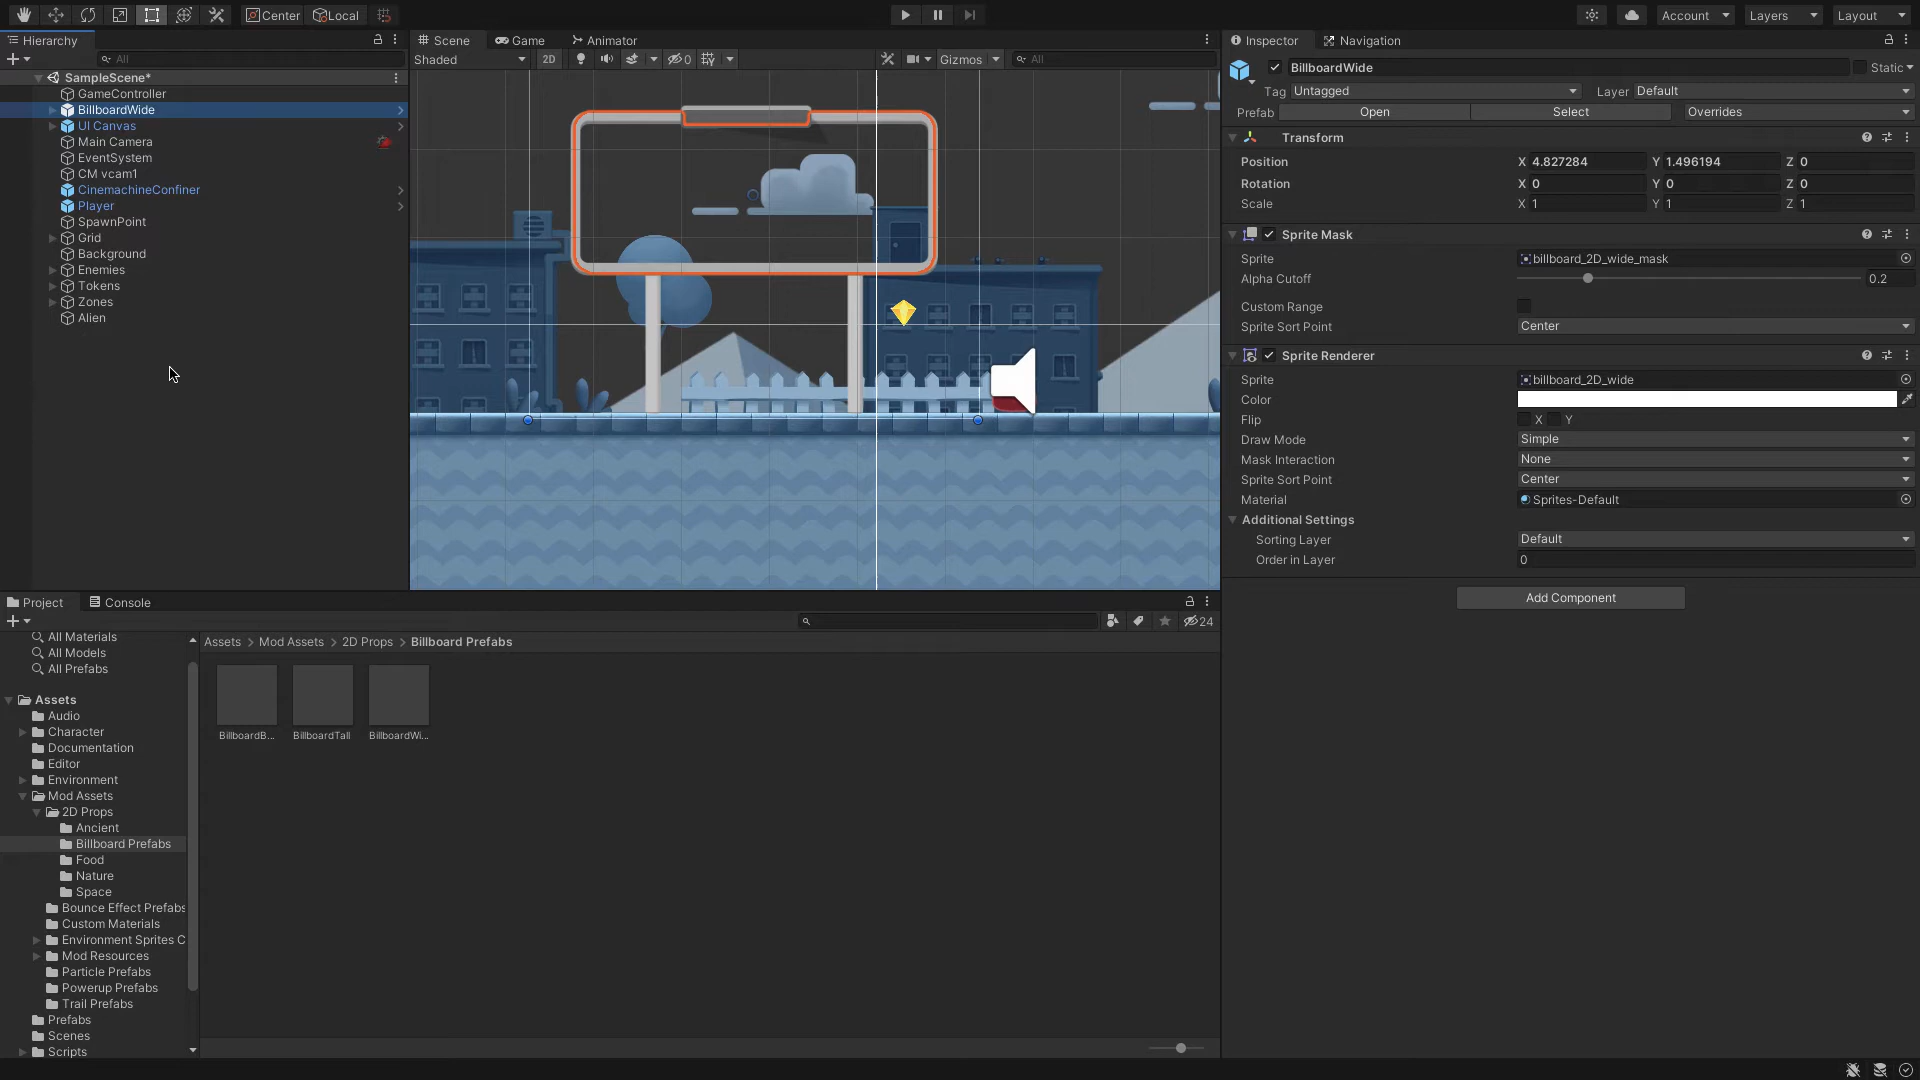 Center
Local
Account
Layers
Layout
Hierarchy
All
SampleScene*
GameController
BillboardWide
UI Canvas
Main Camera
EventSystem
CM vcam1
CinemachineConfiner
Player
SpawnPoint
Grid
Background
Enemies
Tokens
Zones
Alien
Scene
Game
Animator
Shaded
2D
0
Gizmos
All
Inspector
Navigation
BillboardWide
Static
Tag Untagged
Layer Default
Prefab Open Select Overrides
Transform
Position X 4.827284 Y 1.496194 Z 0
Rotation X 0 Y 0 Z 0
Scale X 1 Y 1 Z 1
Sprite Mask
Sprite billboard_2D_wide_mask
Alpha Cutoff 0.2
Custom Range
Sprite Sort Point Center
Sprite Renderer
Sprite billboard_2D_wide
Color
Flip X Y
Draw Mode Simple
Mask Interaction None
Sprite Sort Point Center
Material Sprites-Default
Additional Settings
Sorting Layer Default
Order in Layer 0
Add Component
Project
Console
24
All Materials
All Models
All Prefabs
Assets
Audio
Character
Documentation
Editor
Environment
Mod Assets
2D Props
Ancient
Billboard Prefabs
Food
Nature
Space
Bounce Effect Prefabs
Custom Materials
Environment Sprites C
Mod Resources
Particle Prefabs
Powerup Prefabs
Trail Prefabs
Prefabs
Scenes
Scripts
Assets > Mod Assets > 2D Props > Billboard Prefabs
BillboardB...
BillboardTall
BillboardWi...